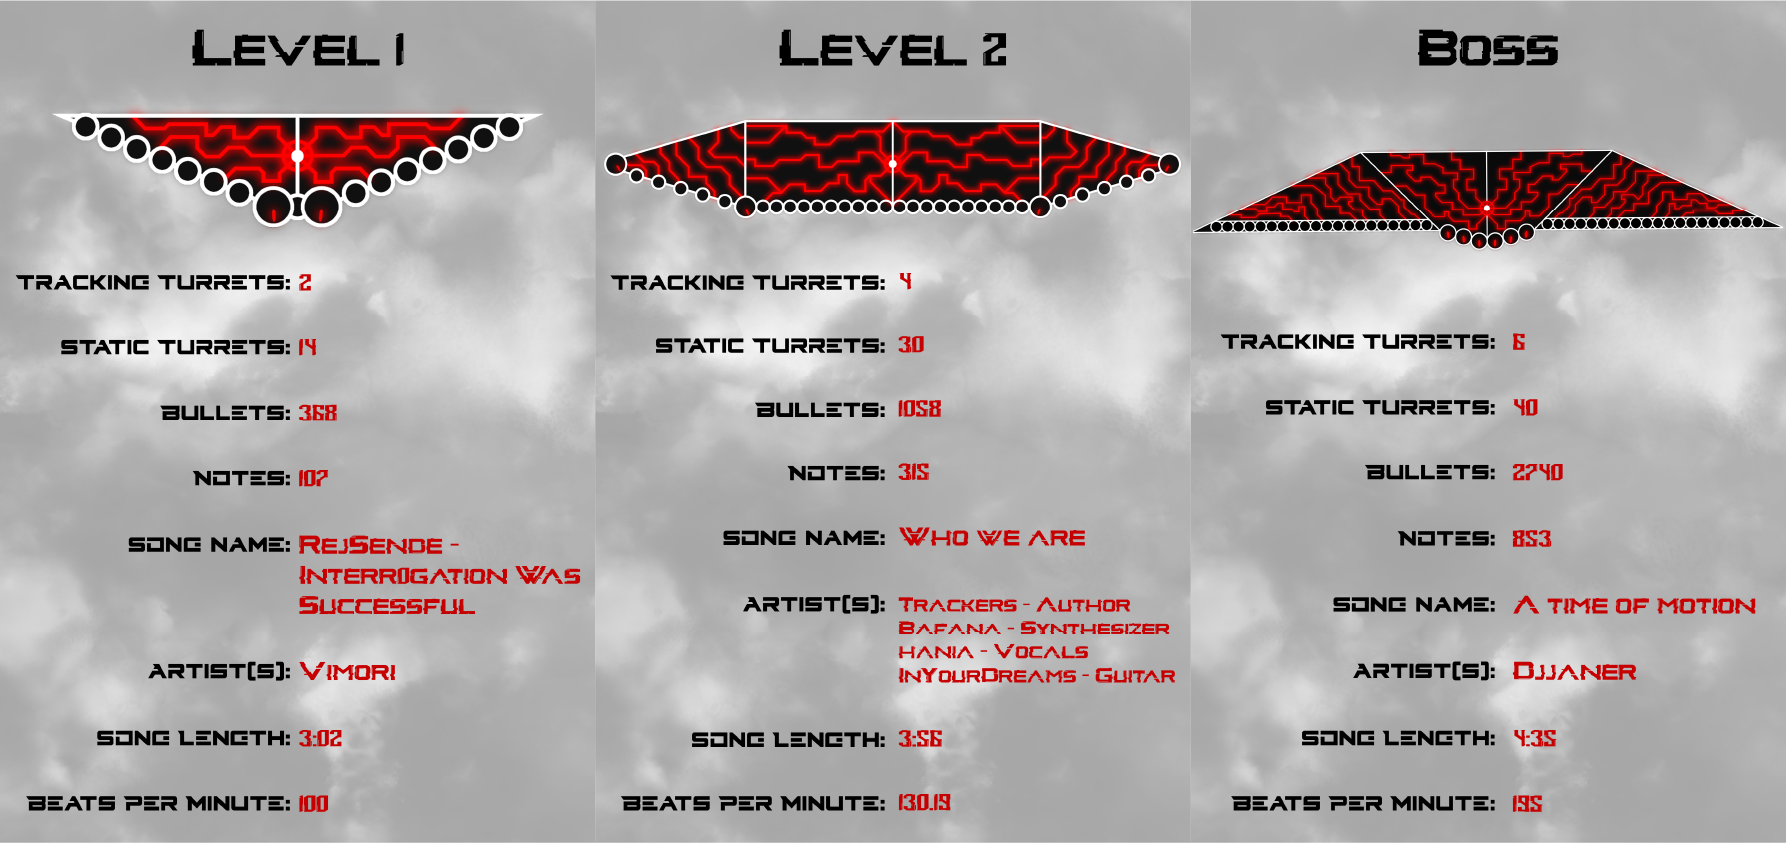 Level 1
Tracking Turrets: 2
Static Turrets: 14
Bullets: 368
Notes: 107
Song Name: RejSende -
Interr0gation Was
Successful
Artist(s): Vimori
Song Length: 3:02
Beats Per Minute: 100
Level 2
Tracking Turrets: 4
Static Turrets: 30
Bullets: 1058
Notes: 315
Song Name: Who we are
Artist(s): Trackers - Author
Bafana - Synthesizer
hania - Vocals
InYourDreams - Guitar
Song Length: 3:56
Beats Per Minute: 130.19
Boss
Tracking Turrets: 6
Static Turrets: 40
Bullets: 2740
Notes: 853
Song Name: A time of motion
Artist(s): Djjaner
Song Length: 4:35
Beats Per Minute: 195